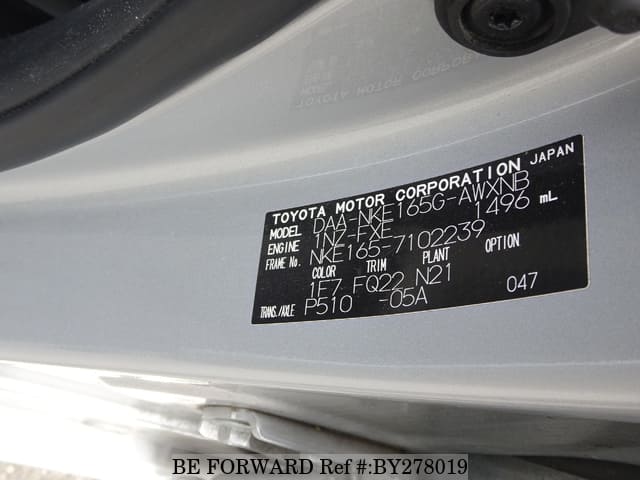 TOYOTA MOTOR CORPORATION JAPAN
MODEL DAA-NKE165G-AWXNB
ENGINE 1NZ-FXE 1496 mL
FRAME No. NKE165-7102239
COLOR TRIM PLANT OPTION
1F7 FQ22 N21
TRANS./AXLE P510 -05A 047
BE FORWARD Ref #:BY278019